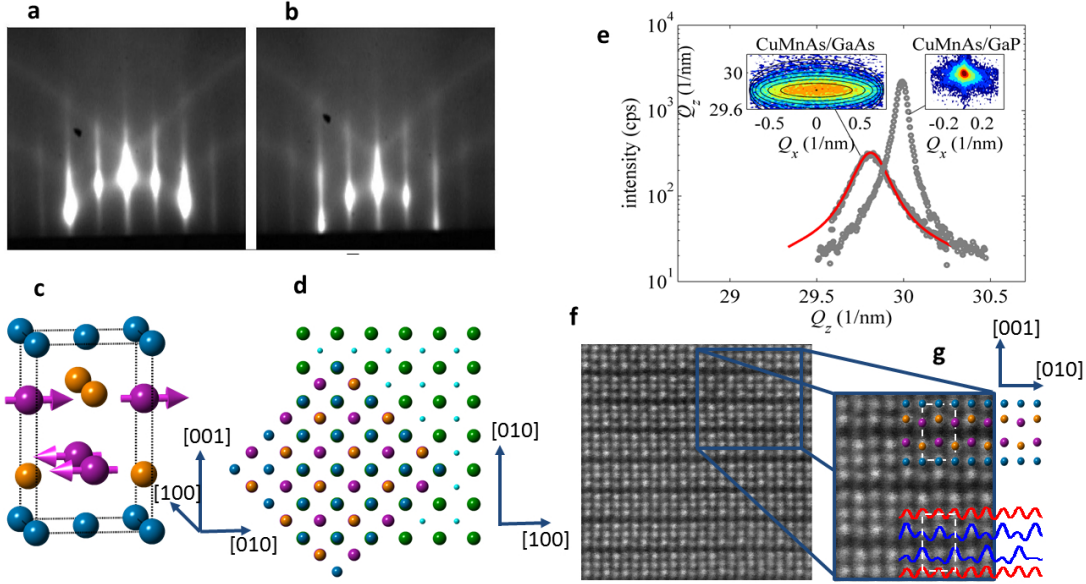 a
b
c
[001]
[100]
[010]
d
[010]
[100]
e
CuMnAs/GaAs
CuMnAs/GaP
10⁴
10³
10²
10¹
intensity (cps)
Q_z (1/nm)
30
29.6
-0.5 0 0.5
Q_x (1/nm)
-0.2 0.2
Q_x (1/nm)
29 29.5 30 30.5
Q_z (1/nm)
f
g
[001]
[010]